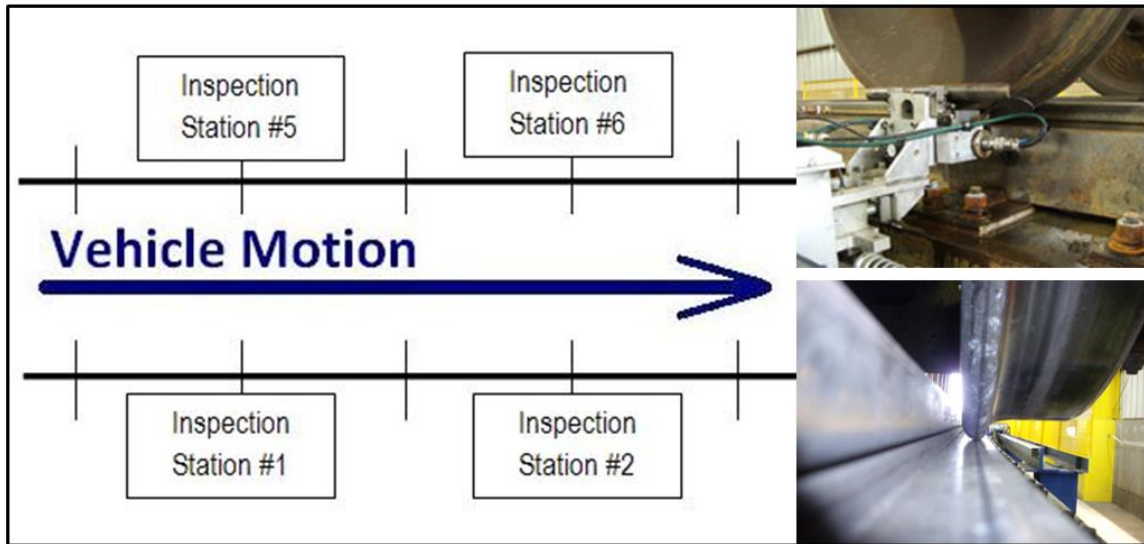 Inspection
Station #5
Inspection
Station #6
Vehicle Motion
Inspection
Station #1
Inspection
Station #2